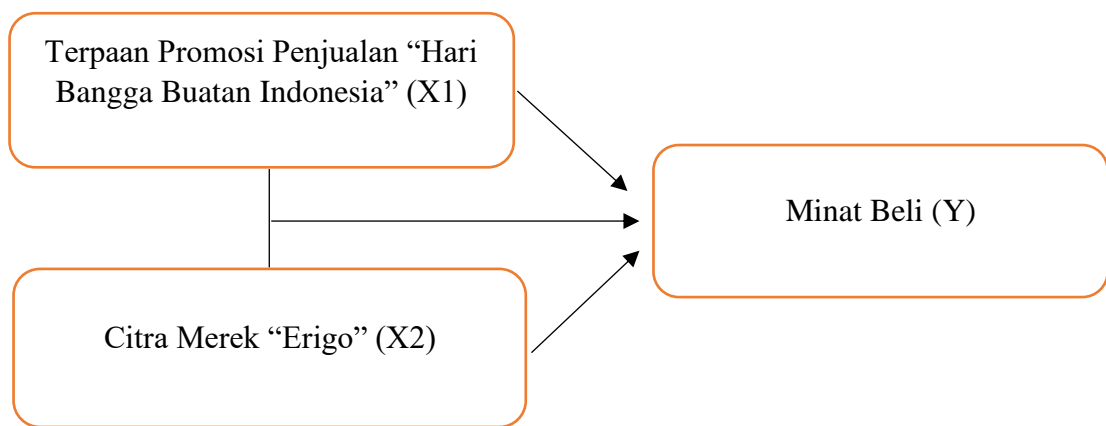 Terpaan Promosi Penjualan “Hari
Bangga Buatan Indonesia” (X1)
Minat Beli (Y)
Citra Merek “Erigo” (X2)